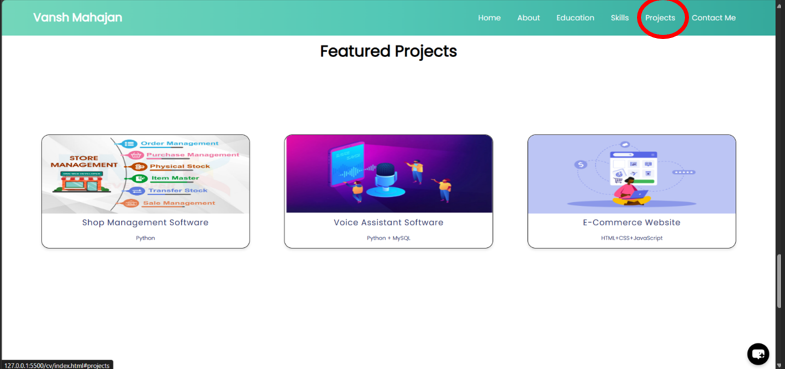 Vansh Mahajan
Home About Education Skills Projects Contact Me
Featured Projects
STORE
MANAGEMENT
Order Management
Purchase Management
Physical Stock
Item Master
Transfer Stock
Sale Management
Shop Management Software
Python
Voice Assistant Software
Python + MySQL
E-Commerce Website
HTML+CSS+JavaScript
127.0.0.1:5500/cv/index.html#projects